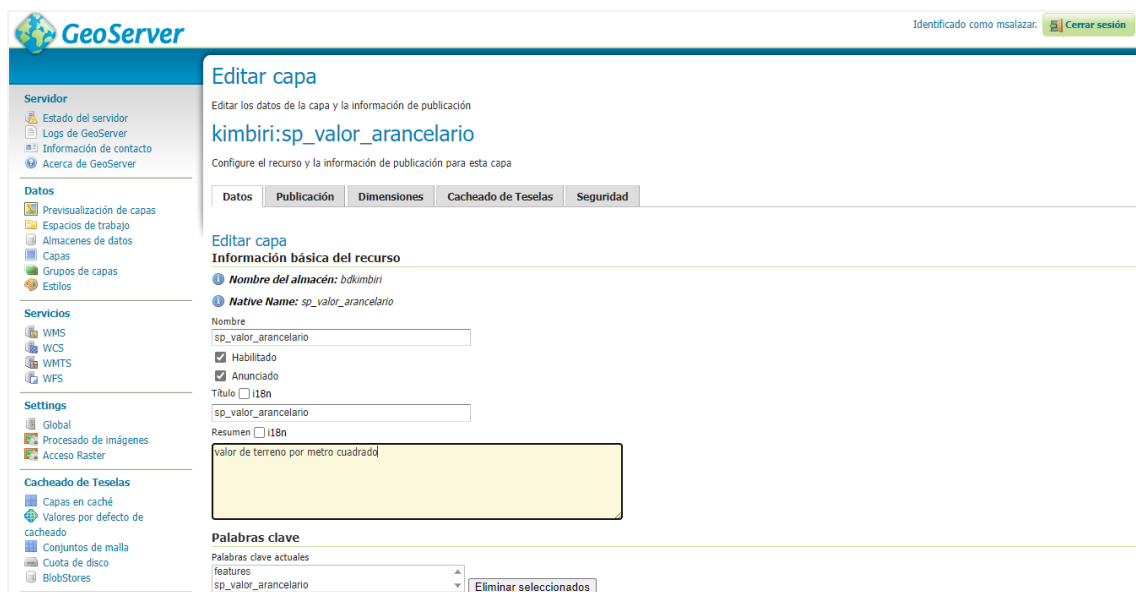 GeoServer
Identificado como msalazar.
Cerrar sesión
Servidor
Estado del servidor
Logs de GeoServer
Información de contacto
Acerca de GeoServer
Datos
Previsualización de capas
Espacios de trabajo
Almacenes de datos
Capas
Grupos de capas
Estilos
Servicios
WMS
WCS
WMTS
WFS
Settings
Global
Procesado de imágenes
Acceso Raster
Cacheado de Teselas
Capas en caché
Valores por defecto de
cacheado
Conjuntos de malla
Cuota de disco
BlobStores
Editar capa
Editar los datos de la capa y la información de publicación
kimbiri:sp_valor_arancelario
Configure el recurso y la información de publicación para esta capa
Datos Publicación Dimensiones Cacheado de Teselas Seguridad
Editar capa
Información básica del recurso
Nombre del almacén: bdkimbiri
Native Name: sp_valor_arancelario
Nombre
sp_valor_arancelario
Habilitado
Anunciado
Título i18n
sp_valor_arancelario
Resumen i18n
valor de terreno por metro cuadrado
Palabras clave
Palabras clave actuales
features
sp_valor_arancelario
Eliminar seleccionados